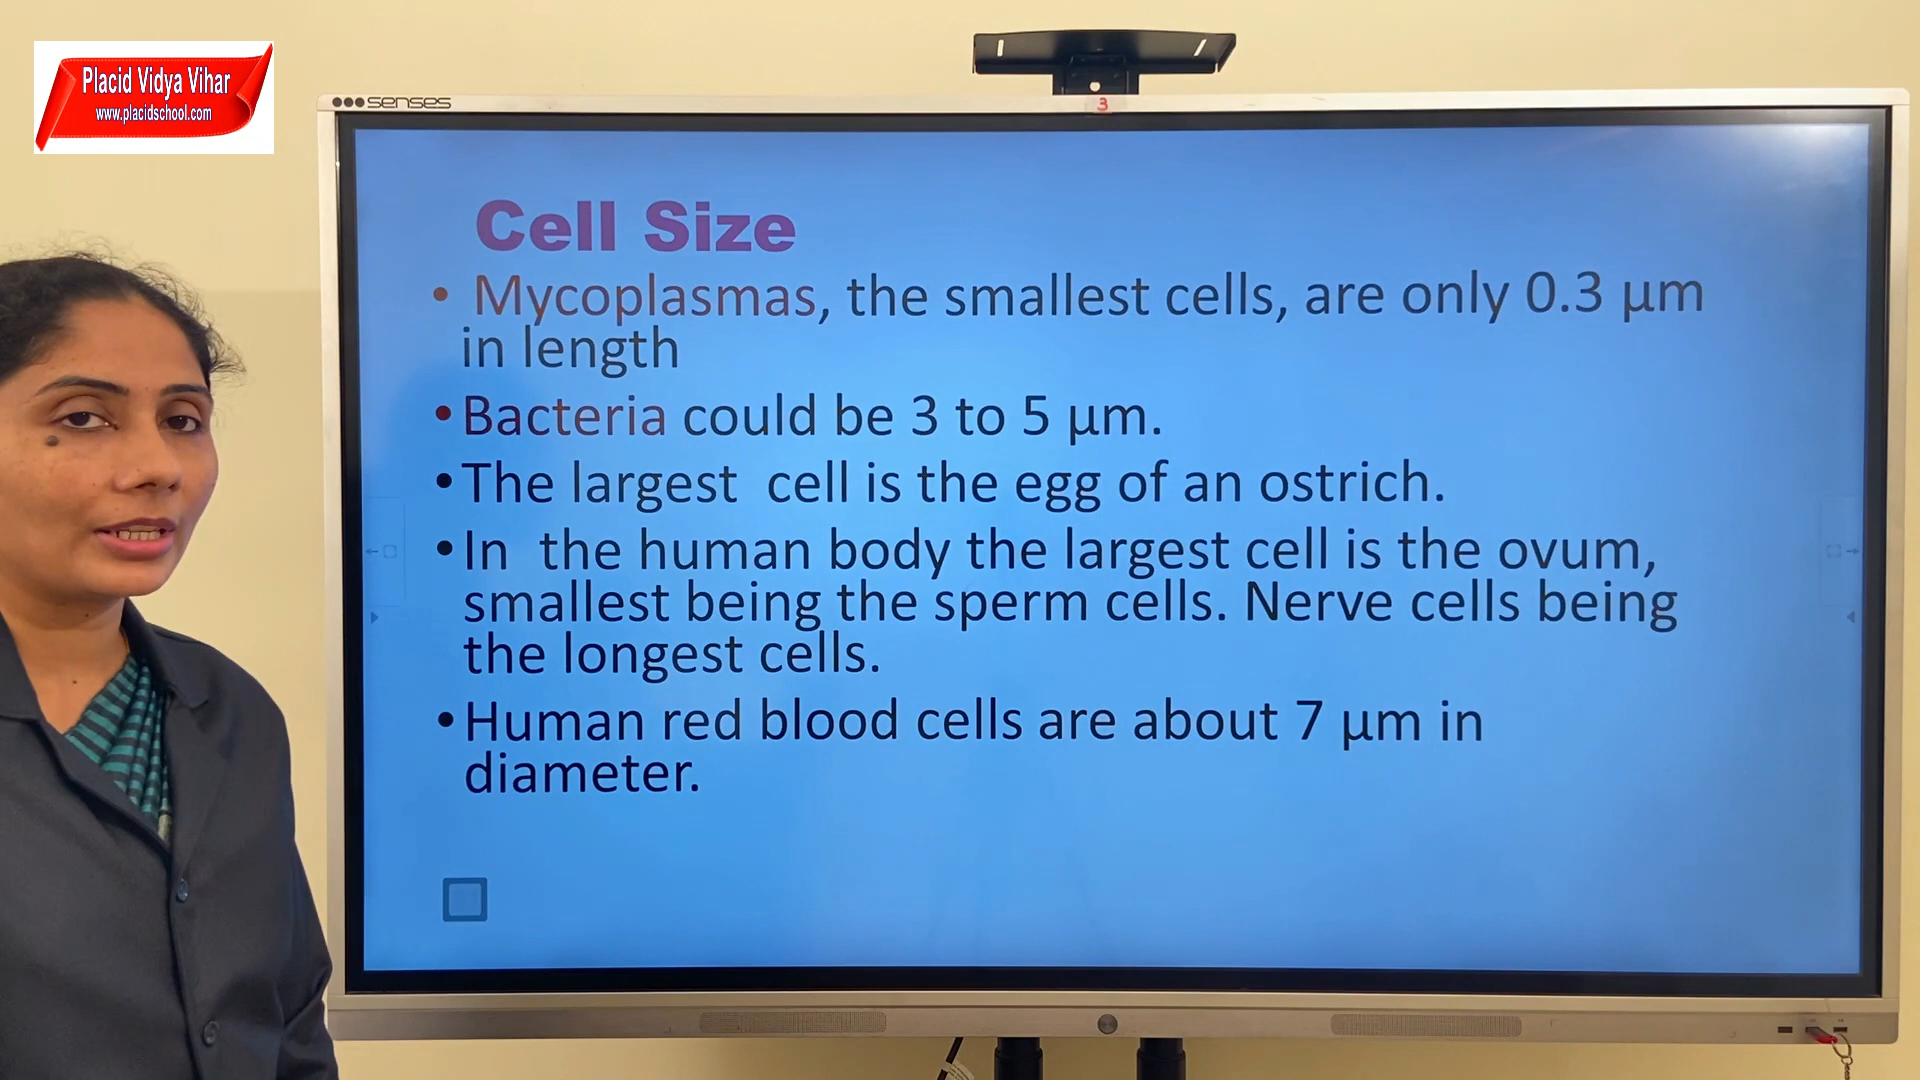 Placid Vidya Vihar
www.placidschool.com
senses
3
Cell Size
• Mycoplasmas, the smallest cells, are only 0.3 µm
in length
• Bacteria could be 3 to 5 µm.
• The largest cell is the egg of an ostrich.
• In the human body the largest cell is the ovum,
smallest being the sperm cells. Nerve cells being
the longest cells.
• Human red blood cells are about 7 µm in
diameter.